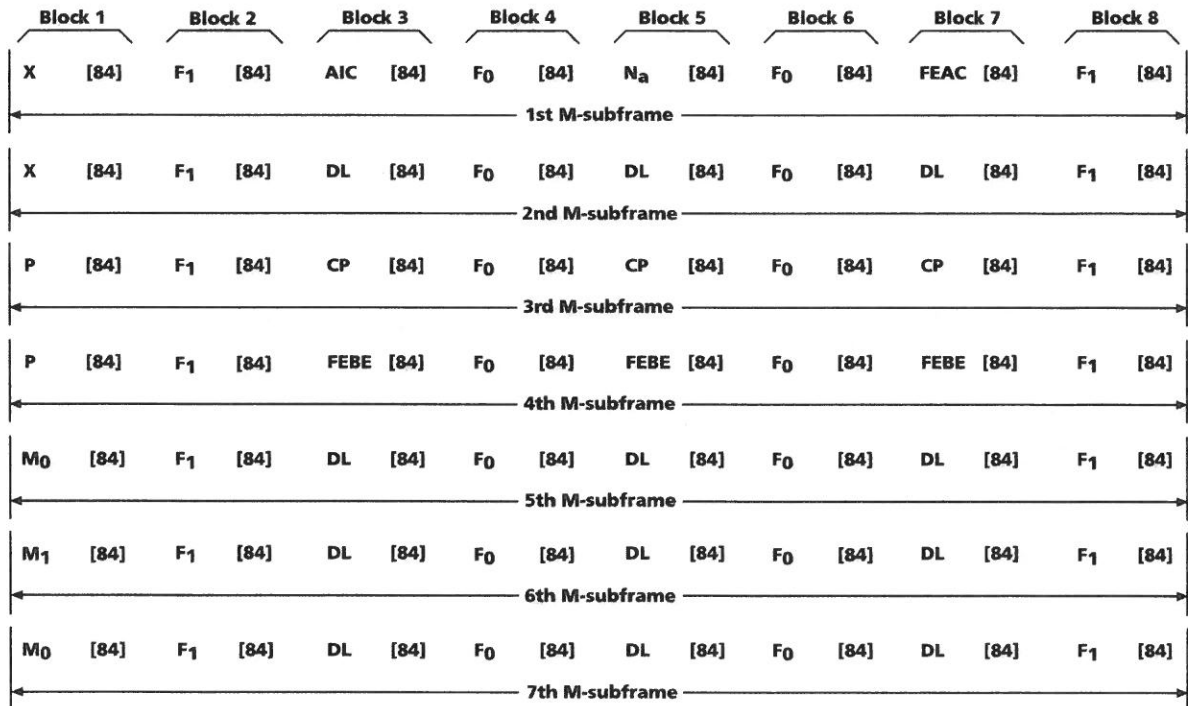 Block 1 Block 2 Block 3 Block 4 Block 5 Block 6 Block 7 Block 8
X [84] F1 [84] AIC [84] F0 [84] Na [84] F0 [84] FEAC [84] F1 [84]
1st M-subframe
X [84] F1 [84] DL [84] F0 [84] DL [84] F0 [84] DL [84] F1 [84]
2nd M-subframe
P [84] F1 [84] CP [84] F0 [84] CP [84] F0 [84] CP [84] F1 [84]
3rd M-subframe
P [84] F1 [84] FEBE [84] F0 [84] FEBE [84] F0 [84] FEBE [84] F1 [84]
4th M-subframe
M0 [84] F1 [84] DL [84] F0 [84] DL [84] F0 [84] DL [84] F1 [84]
5th M-subframe
M1 [84] F1 [84] DL [84] F0 [84] DL [84] F0 [84] DL [84] F1 [84]
6th M-subframe
M0 [84] F1 [84] DL [84] F0 [84] DL [84] F0 [84] DL [84] F1 [84]
7th M-subframe